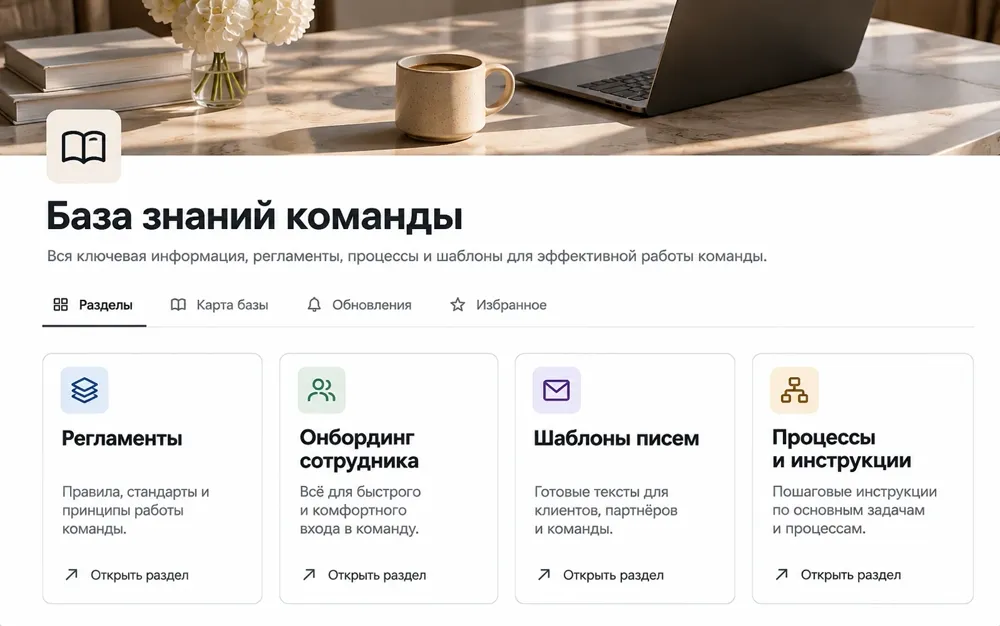 База знаний команды
Вся ключевая информация, регламенты, процессы и шаблоны для эффективной работы команды.
Разделы
Карта базы
Обновления
Избранное
Регламенты
Правила, стандарты и
принципы работы
команды.
Открыть раздел
Онбординг
сотрудника
Всё для быстрого
и комфортного
входа в команду.
Открыть раздел
Шаблоны писем
Готовые тексты для
клиентов, партнёров
и команды.
Открыть раздел
Процессы
и инструкции
Пошаговые инструкции
по основным задачам
и процессам.
Открыть раздел